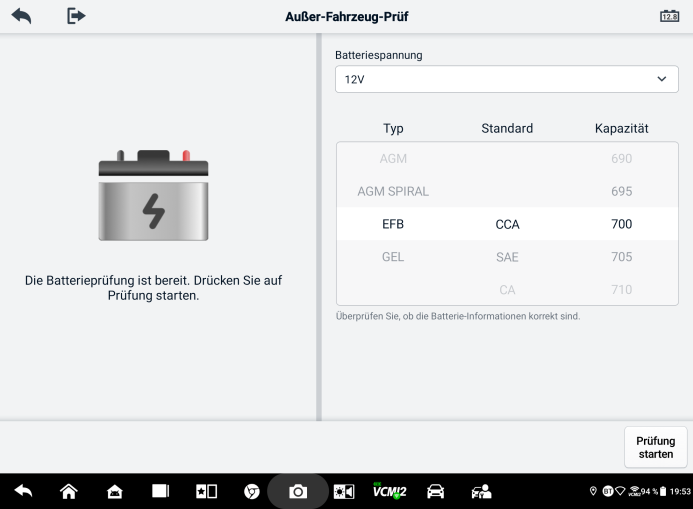 Außer-Fahrzeug-Prüf
12.8
Batteriespannung
12V
Typ Standard Kapazität
AGM 690
AGM SPIRAL 695
EFB CCA 700
GEL SAE 705
CA 710
Überprüfen Sie, ob die Batterie-Informationen korrekt sind.
Die Batterieprüfung ist bereit. Drücken Sie auf
Prüfung starten.
Prüfung
starten
VCMI2
BT VCMI2 94 % 19:53